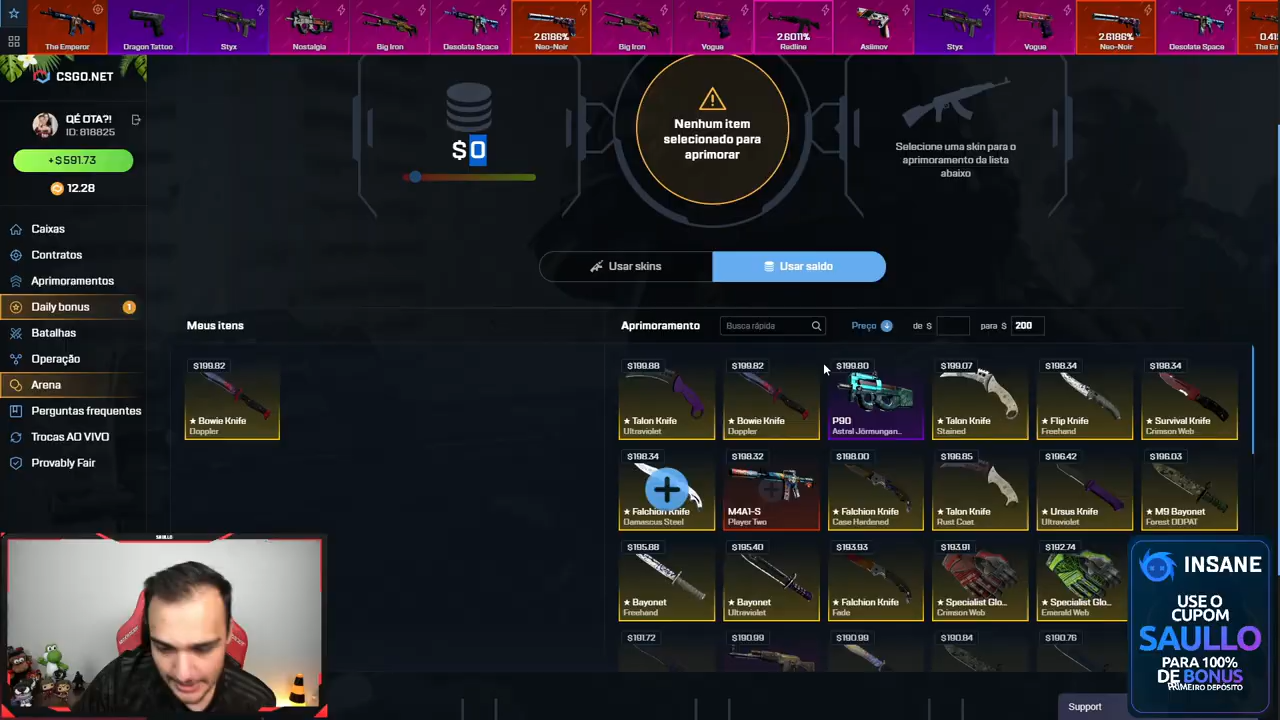 The Emperor
Dragon Tattoo
Styx
Nostalgia
Big Iron
Desolate Space
2.6186%
Neo-Noir
Big Iron
Vogue
2.6011%
Redline
Asiimov
Styx
Vogue
2.6186%
Neo-Noir
Desolate Space
CSGO.NET
QÉ OTA?!
ID: 818825
+$591.73
12.28
Caixas
Contratos
Aprimoramentos
Daily bonus 1
Batalhas
Operação
Arena
Perguntas frequentes
Trocas AO VIVO
Provably Fair
$0
Nenhum item
selecionado para
aprimorar
Selecione uma skin para o
aprimoramento da lista
abaixo
Usar skins
Usar saldo
Meus itens
Aprimoramento
Busca rápida
Preço
de $
para $ 200
$199.82
★ Bowie Knife
Doppler
$199.88
★ Talon Knife
Ultraviolet
$199.82
★ Bowie Knife
Doppler
$199.80
P90
Astral Jörmungan...
$199.07
★ Talon Knife
Stained
$198.34
★ Flip Knife
Freehand
$198.34
★ Survival Knife
Crimson Web
$198.34
★ Falchion Knife
Damascus Steel
$198.32
M4A1-S
Player Two
$198.00
★ Falchion Knife
Case Hardened
$196.85
★ Talon Knife
Rust Coat
$196.42
★ Ursus Knife
Ultraviolet
$196.03
★ M9 Bayonet
Forest DDPAT
$195.88
★ Bayonet
Freehand
$195.40
★ Bayonet
Ultraviolet
$193.93
★ Falchion Knife
Fade
$193.91
★ Specialist Glo...
Crimson Web
$192.74
★ Specialist Glo...
Emerald Web
$191.72
$190.99
$190.99
$190.84
$190.76
SAULLO
INSANE
USE O
CUPOM
SAULLO
PARA 100%
DE BONUS
PRIMEIRO DEPÓSITO
Support